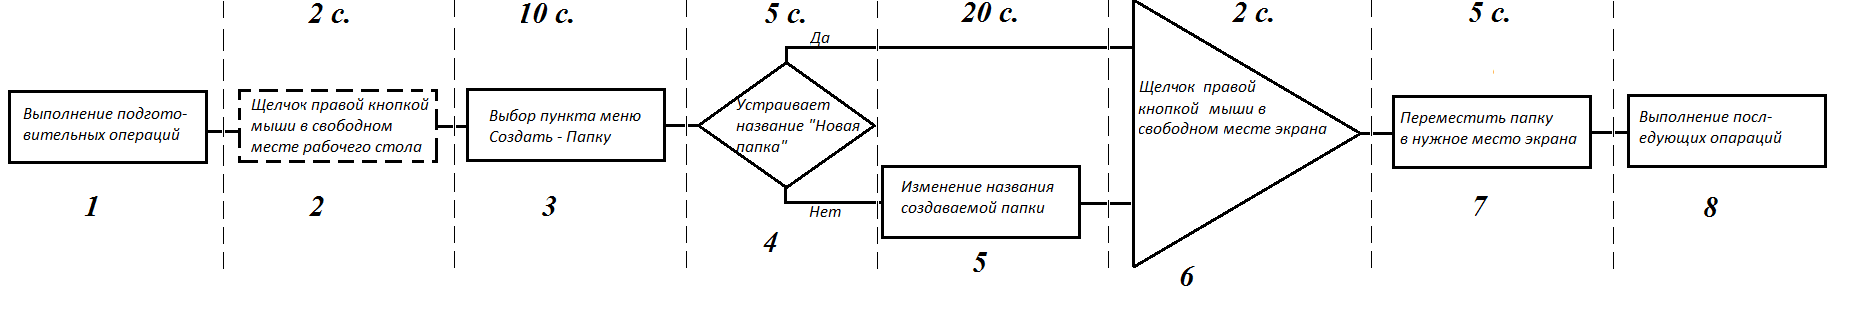 2 с.
10 с.
5 с.
20 с.
2 с.
5 с.
Выполнение подгото-
вительных операций
1
Щелчок правой кнопкой
мыши в свободном
месте рабочего стола
2
Выбор пункта меню
Создать - Папку
3
Да
Устраивает
название "Новая
папка"
Нет
4
Изменение названия
создаваемой папки
5
Щелчок правой
кнопкой мыши в
свободном месте экрана
6
Переместить папку
в нужное место экрана
7
Выполнение посл-
едующих опараций
8